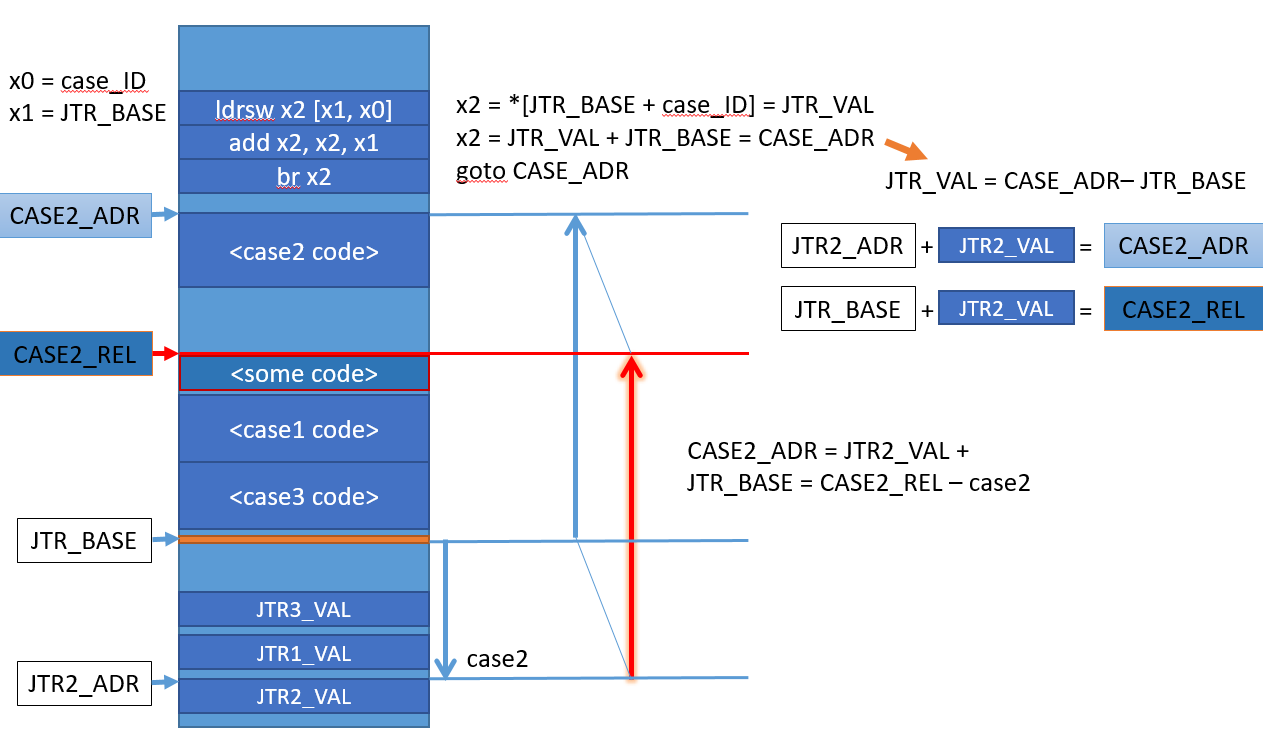 x0 = case_ID
x1 = JTR_BASE
ldrsw x2 [x1, x0]
add x2, x2, x1
br x2
x2 = *[JTR_BASE + case_ID] = JTR_VAL
x2 = JTR_VAL + JTR_BASE = CASE_ADR
goto CASE_ADR
JTR_VAL = CASE_ADR– JTR_BASE
CASE2_ADR
<case2 code>
JTR2_ADR + JTR2_VAL = CASE2_ADR
JTR_BASE + JTR2_VAL = CASE2_REL
CASE2_REL
<some code>
<case1 code>
<case3 code>
CASE2_ADR = JTR2_VAL +
JTR_BASE = CASE2_REL – case2
JTR_BASE
JTR3_VAL
JTR1_VAL
case2
JTR2_ADR
JTR2_VAL